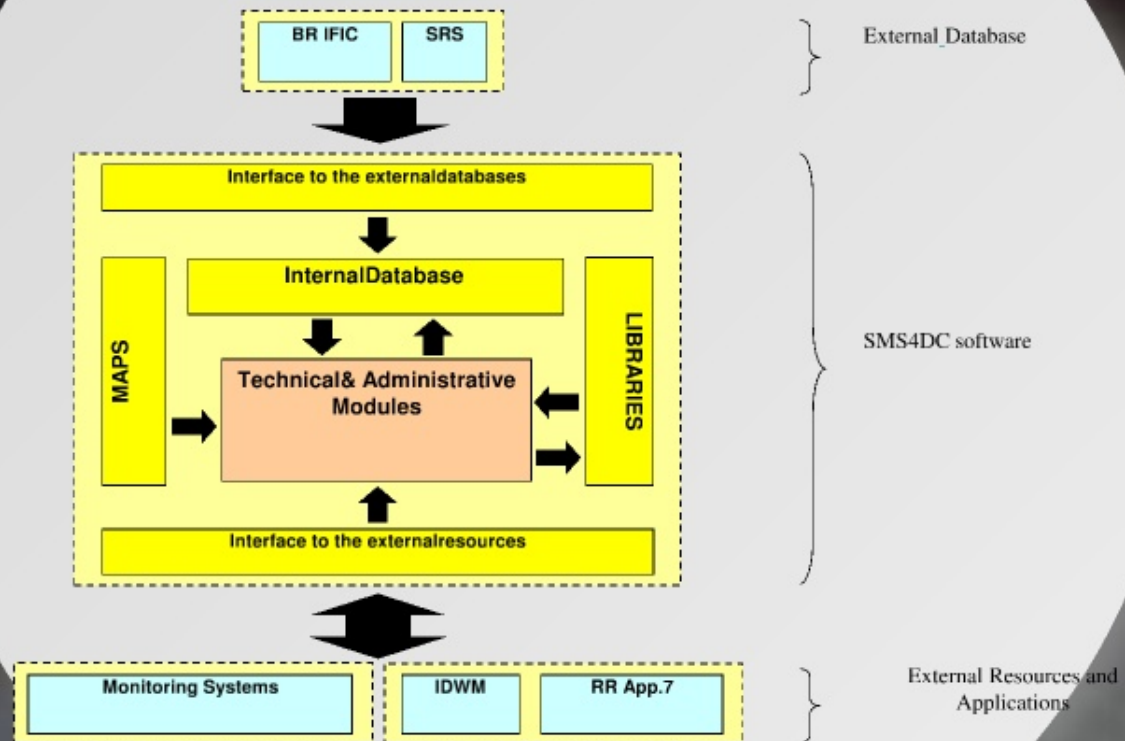 BR IFIC
SRS
External_Database
Interface to the externaldatabases
InternalDatabase
MAPS
LIBRARIES
Technical& Administrative
Modules
SMS4DC software
Interface to the externalresources
Monitoring Systems
IDWM
RR App.7
External Resources and
Applications